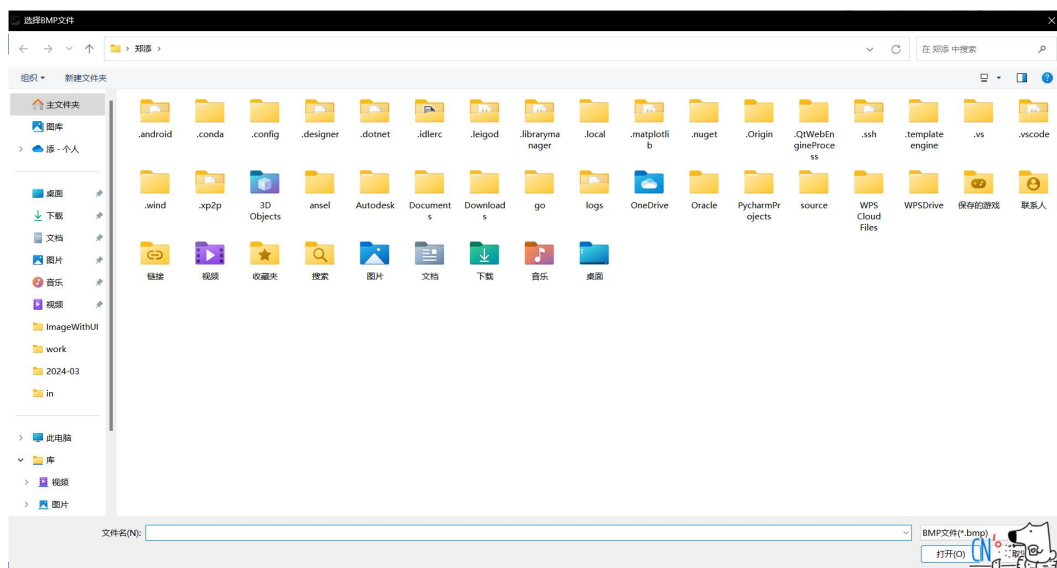 选择BMP文件
郑添
在 郑添 中搜索
组织
新建文件夹
主文件夹
图库
添 - 个人
桌面
下载
文档
图片
音乐
视频
ImageWithUI
work
2024-03
in
此电脑
库
视频
图片
.android
.conda
.config
.designer
.dotnet
.idlerc
.leigod
.libraryma
nager
.local
.matplotli
b
.nuget
.Origin
.QtWebEn
gineProce
ss
.ssh
.template
engine
.vs
.vscode
.wind
.xp2p
3D
Objects
ansel
Autodesk
Document
s
Download
s
go
logs
OneDrive
Oracle
PycharmPr
ojects
source
WPS
Cloud
Files
WPSDrive
保存的游戏
联系人
链接
视频
收藏夹
搜索
图片
文档
下载
音乐
桌面
文件名(N):
BMP文件(*.bmp)
打开(O)
CN